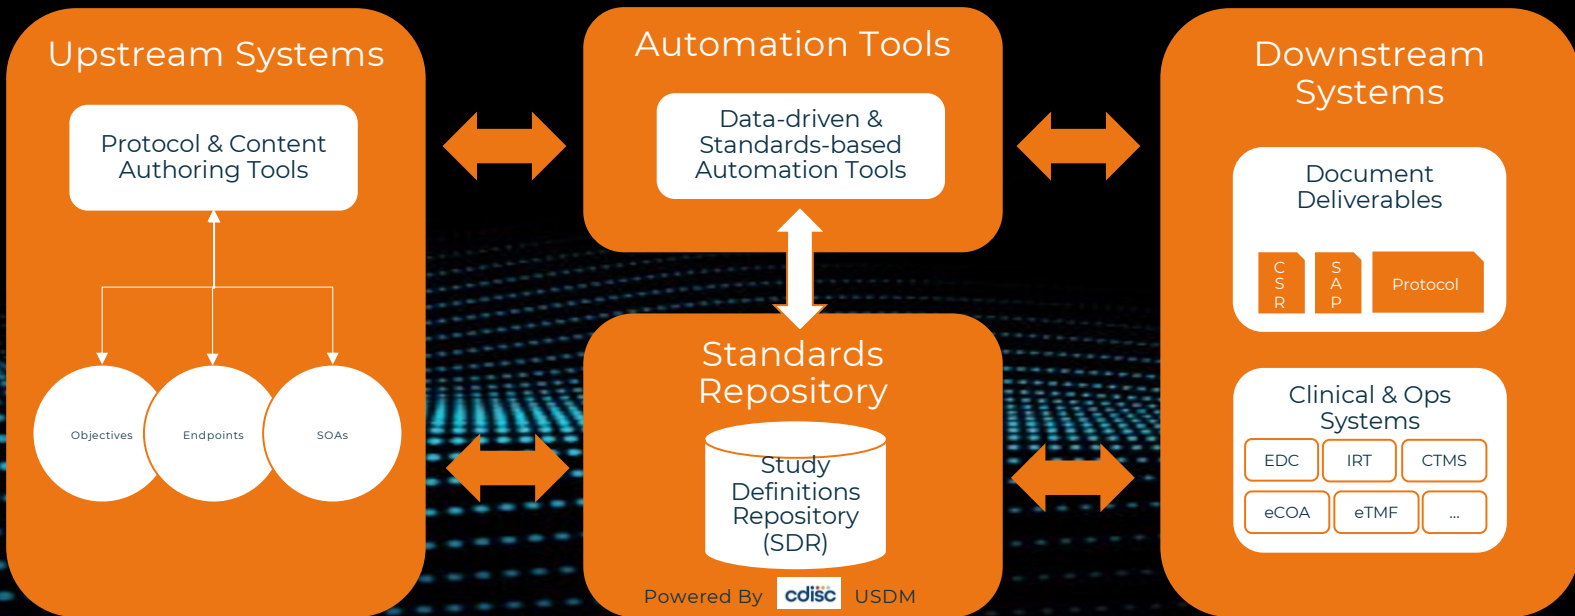 Upstream Systems
Protocol & Content
Authoring Tools
Objectives
Endpoints
SOAs
Automation Tools
Data-driven &
Standards-based
Automation Tools
Standards
Repository
Study
Definitions
Repository
(SDR)
Powered By cdisc USDM
Downstream
Systems
Document
Deliverables
CSR
SAP
Protocol
Clinical & Ops
Systems
EDC
IRT
CTMS
eCOA
eTMF
...